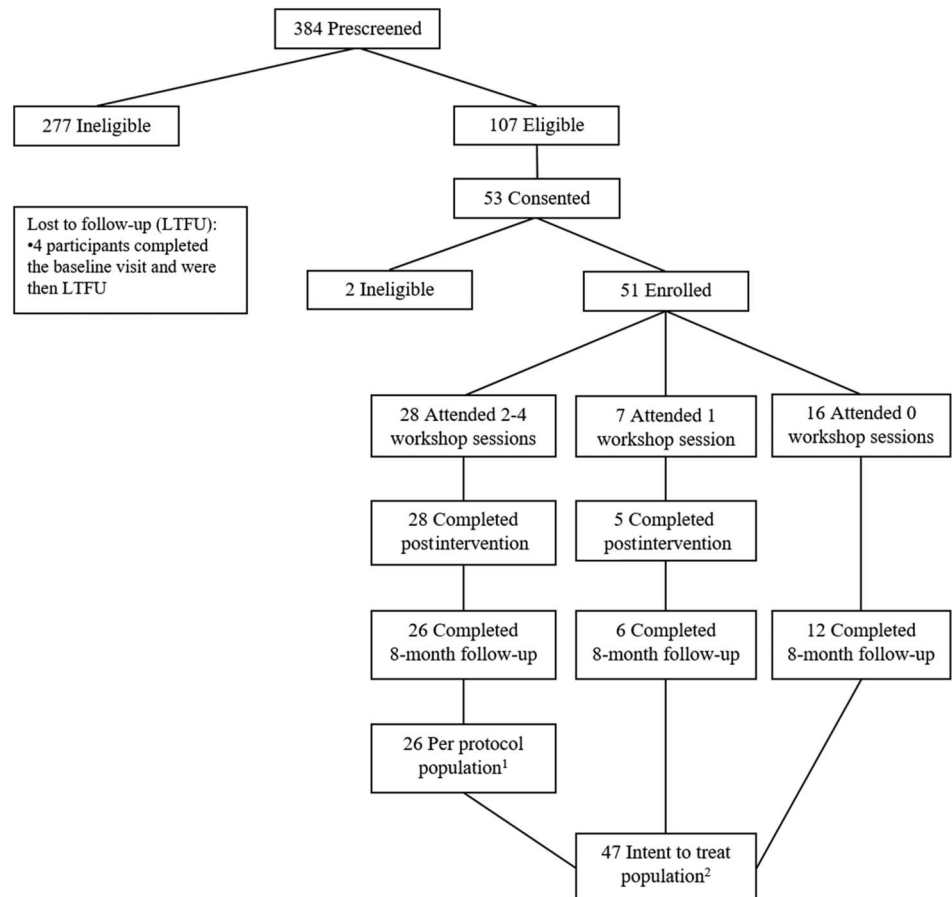 384 Prescreened
277 Ineligible
107 Eligible
53 Consented
Lost to follow-up (LTFU):
•4 participants completed
the baseline visit and were
then LTFU
2 Ineligible
51 Enrolled
28 Attended 2-4
workshop sessions
7 Attended 1
workshop session
16 Attended 0
workshop sessions
28 Completed
postintervention
5 Completed
postintervention
26 Completed
8-month follow-up
6 Completed
8-month follow-up
12 Completed
8-month follow-up
26 Per protocol
population¹
47 Intent to treat
population²